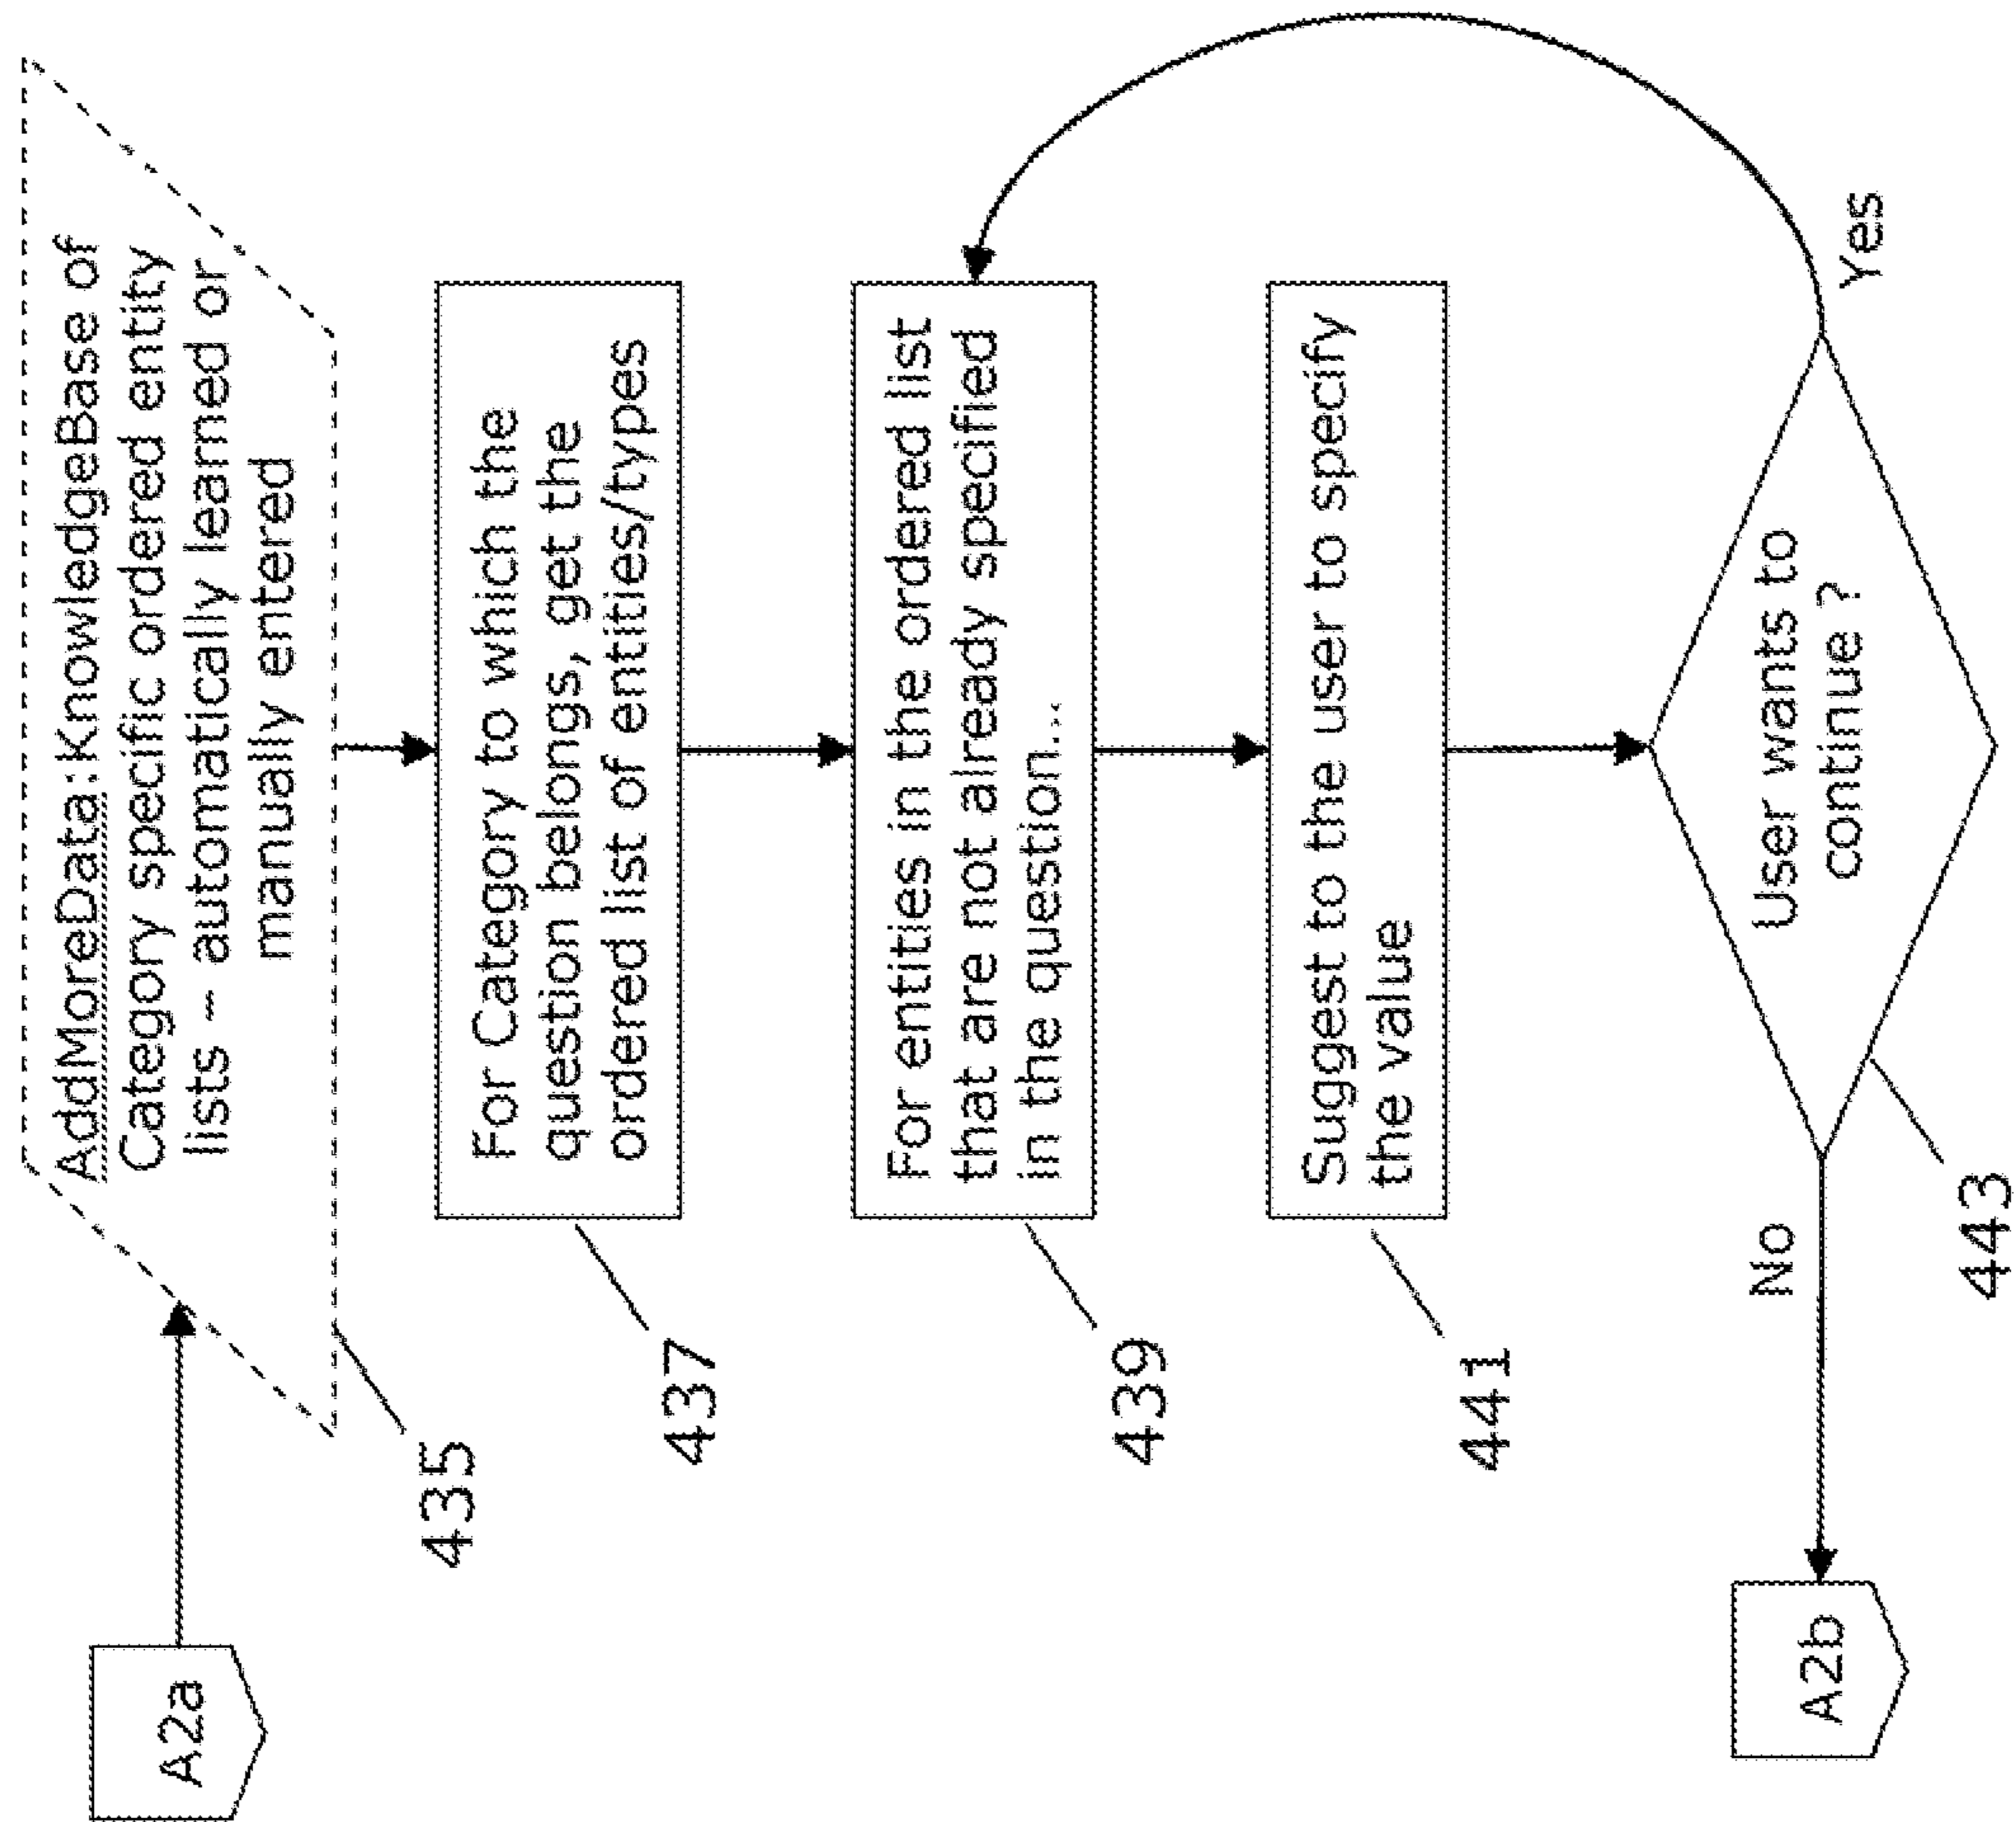 A2a
AddMoreData:KnowledgeBase of
Category specific ordered entity
lists – automatically learned or
manually entered
435
For Category to which the
question belongs, get the
ordered list of entities/types
437
For entities in the ordered list
that are not already specified
in the question...
439
Suggest to the user to specify
the value
441
User wants to
continue ?
443
Yes
No
A2b